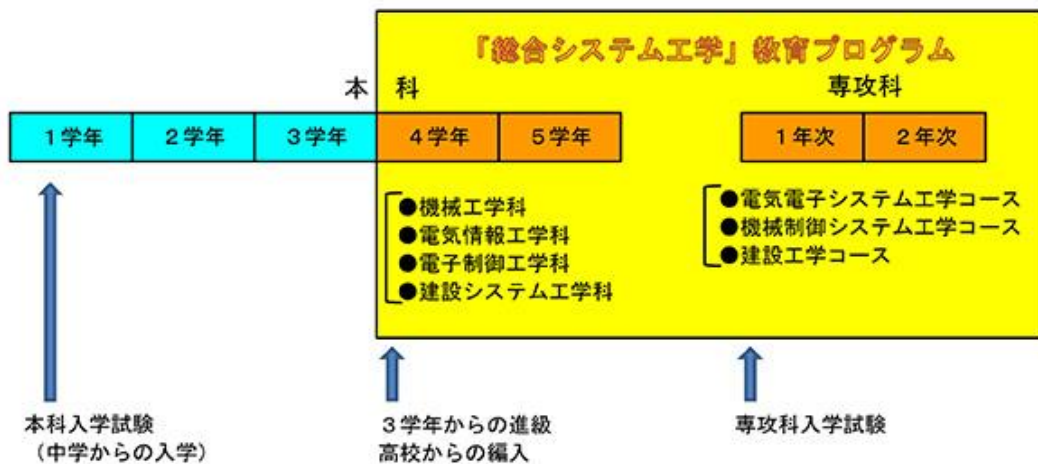 「総合システム工学」教育プログラム
本 科
専攻科
1学年 2学年 3学年 4学年 5学年
1年次 2年次
●機械工学科
●電気情報工学科
●電子制御工学科
●建設システム工学科
●電気電子システム工学コース
●機械制御システム工学コース
●建設工学コース
本科入学試験
(中学からの入学)
3学年からの進級
高校からの編入
専攻科入学試験